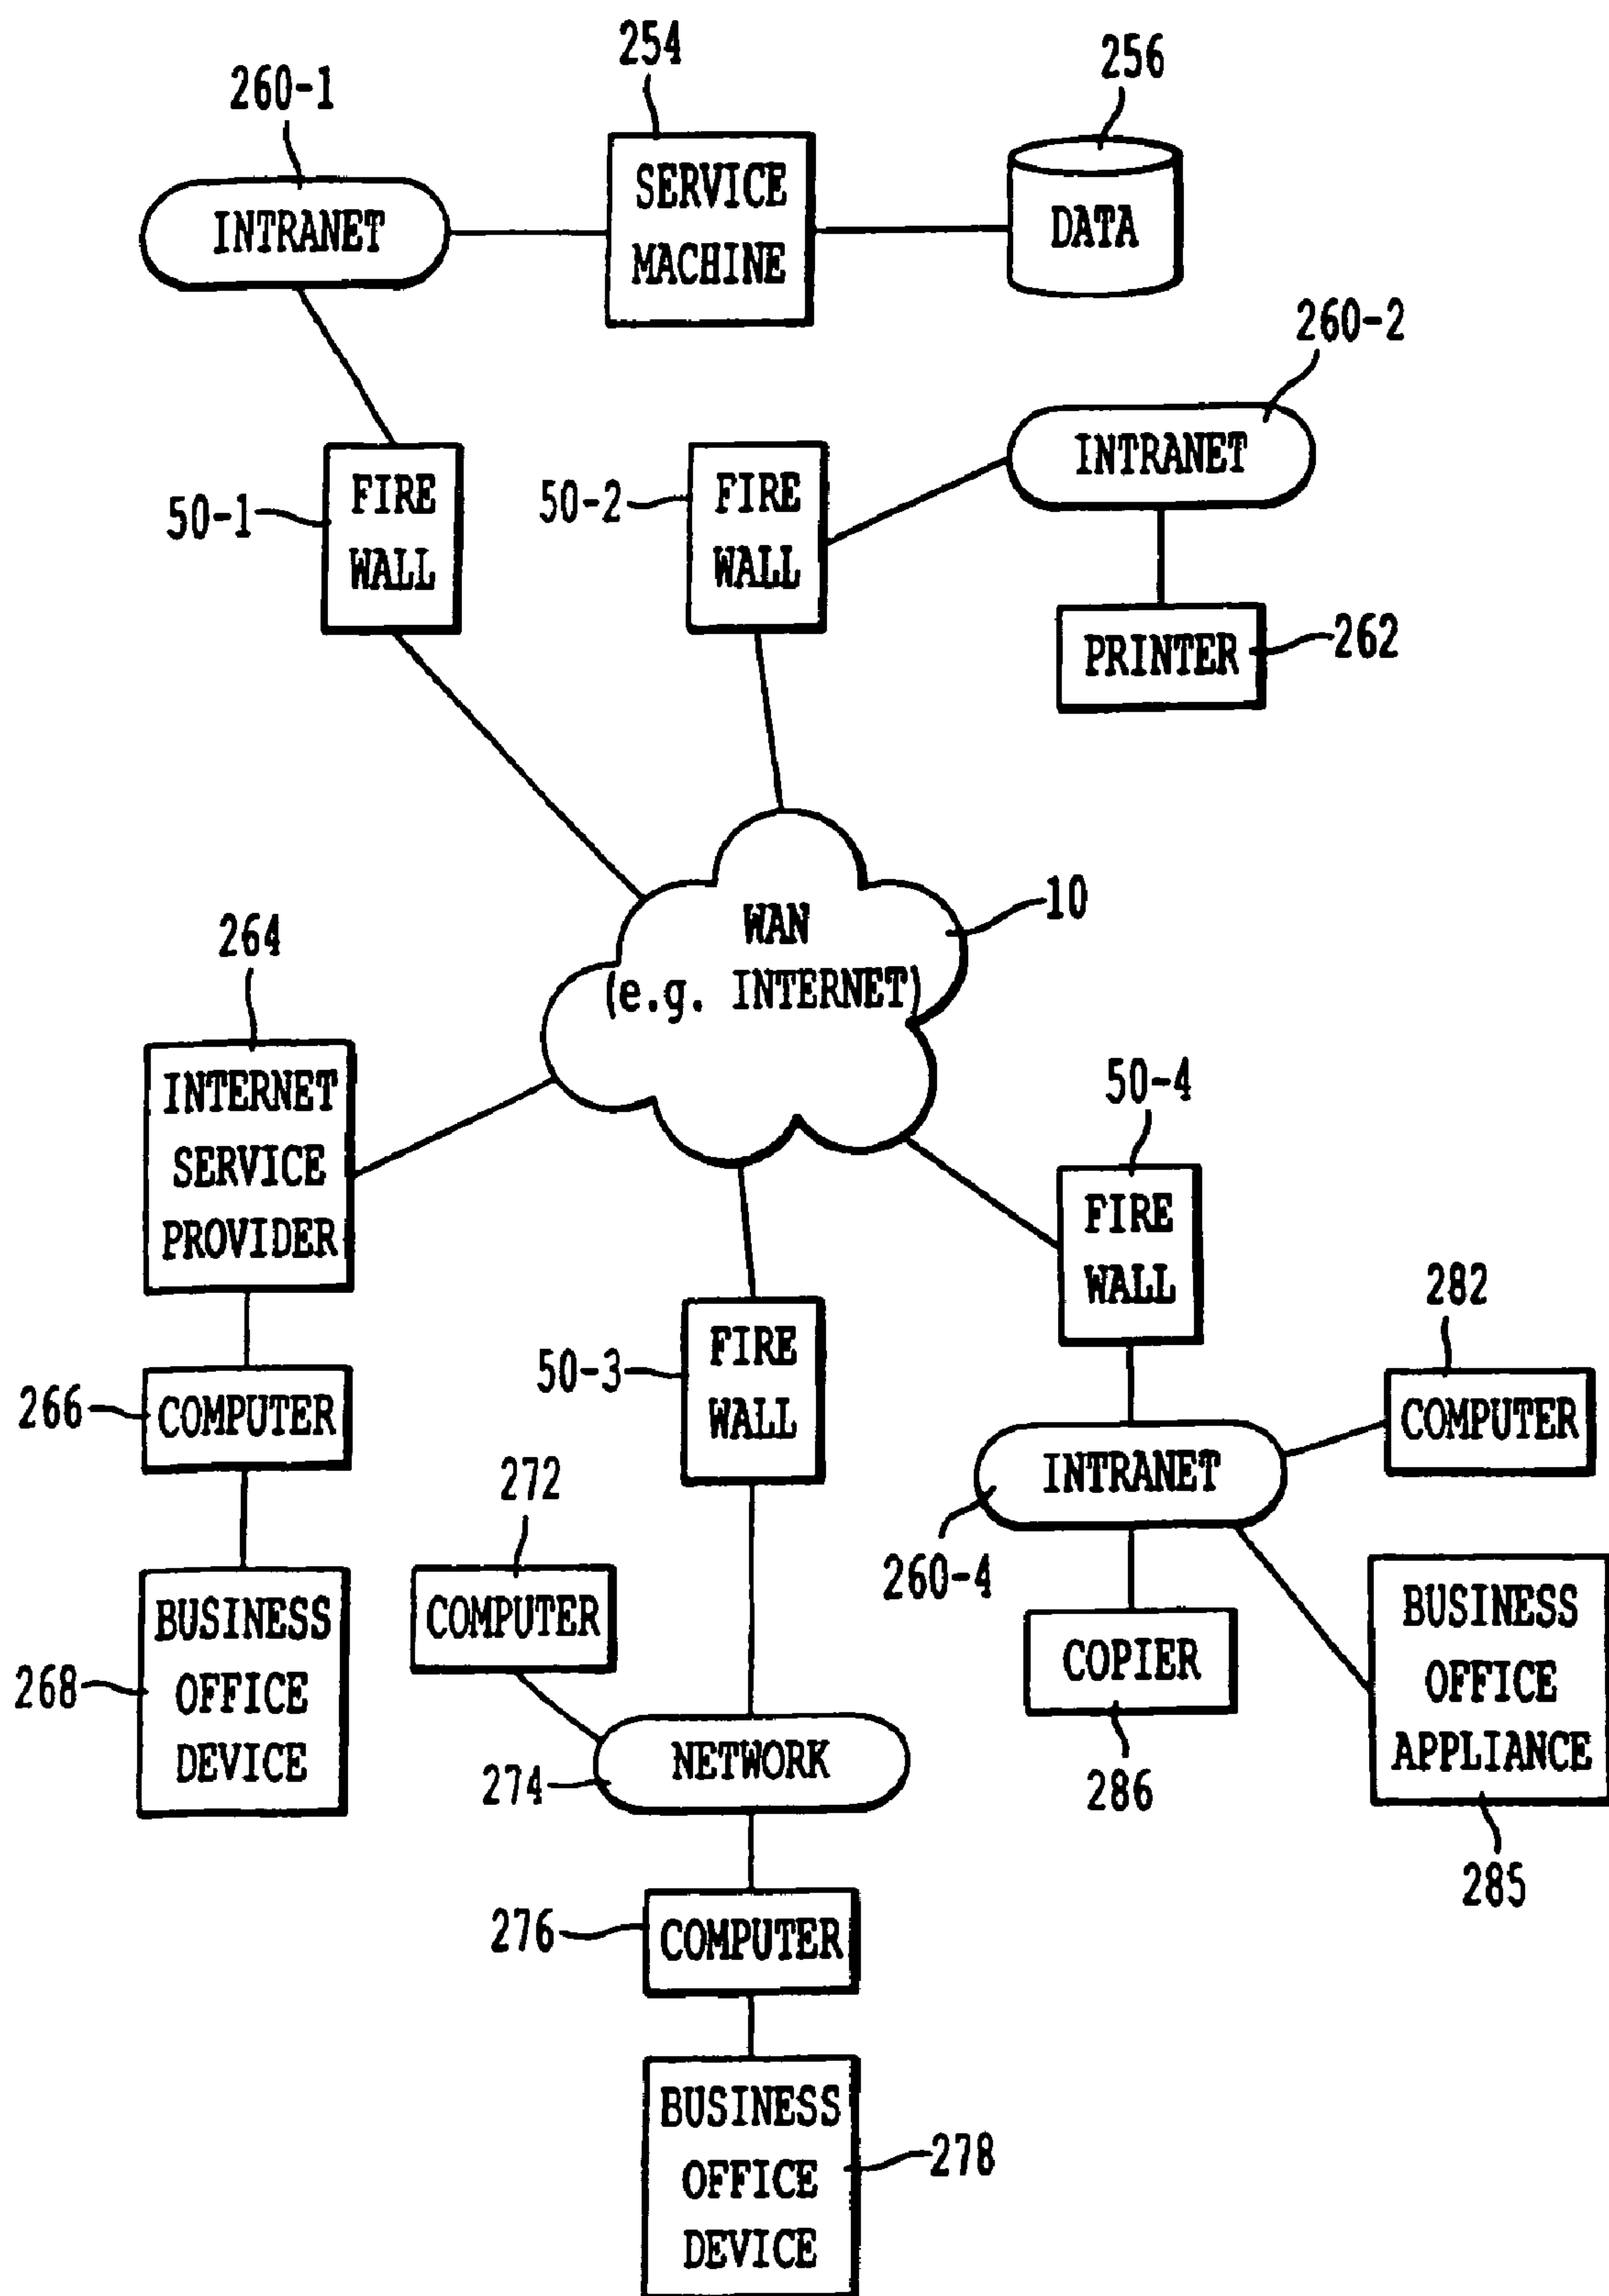 254
256
260-1
SERVICE
MACHINE
DATA
INTRANET
260-2
INTRANET
50-1
FIRE
WALL
50-2
FIRE
WALL
PRINTER
262
10
WAN
(e.g. INTERNET)
264
INTERNET
SERVICE
PROVIDER
50-4
FIRE
WALL
282
COMPUTER
50-3
FIRE
WALL
266
COMPUTER
272
COMPUTER
INTRANET
260-4
BUSINESS
OFFICE
DEVICE
268
COPIER
286
BUSINESS
OFFICE
APPLIANCE
285
NETWORK
274
276
COMPUTER
BUSINESS
OFFICE
DEVICE
278